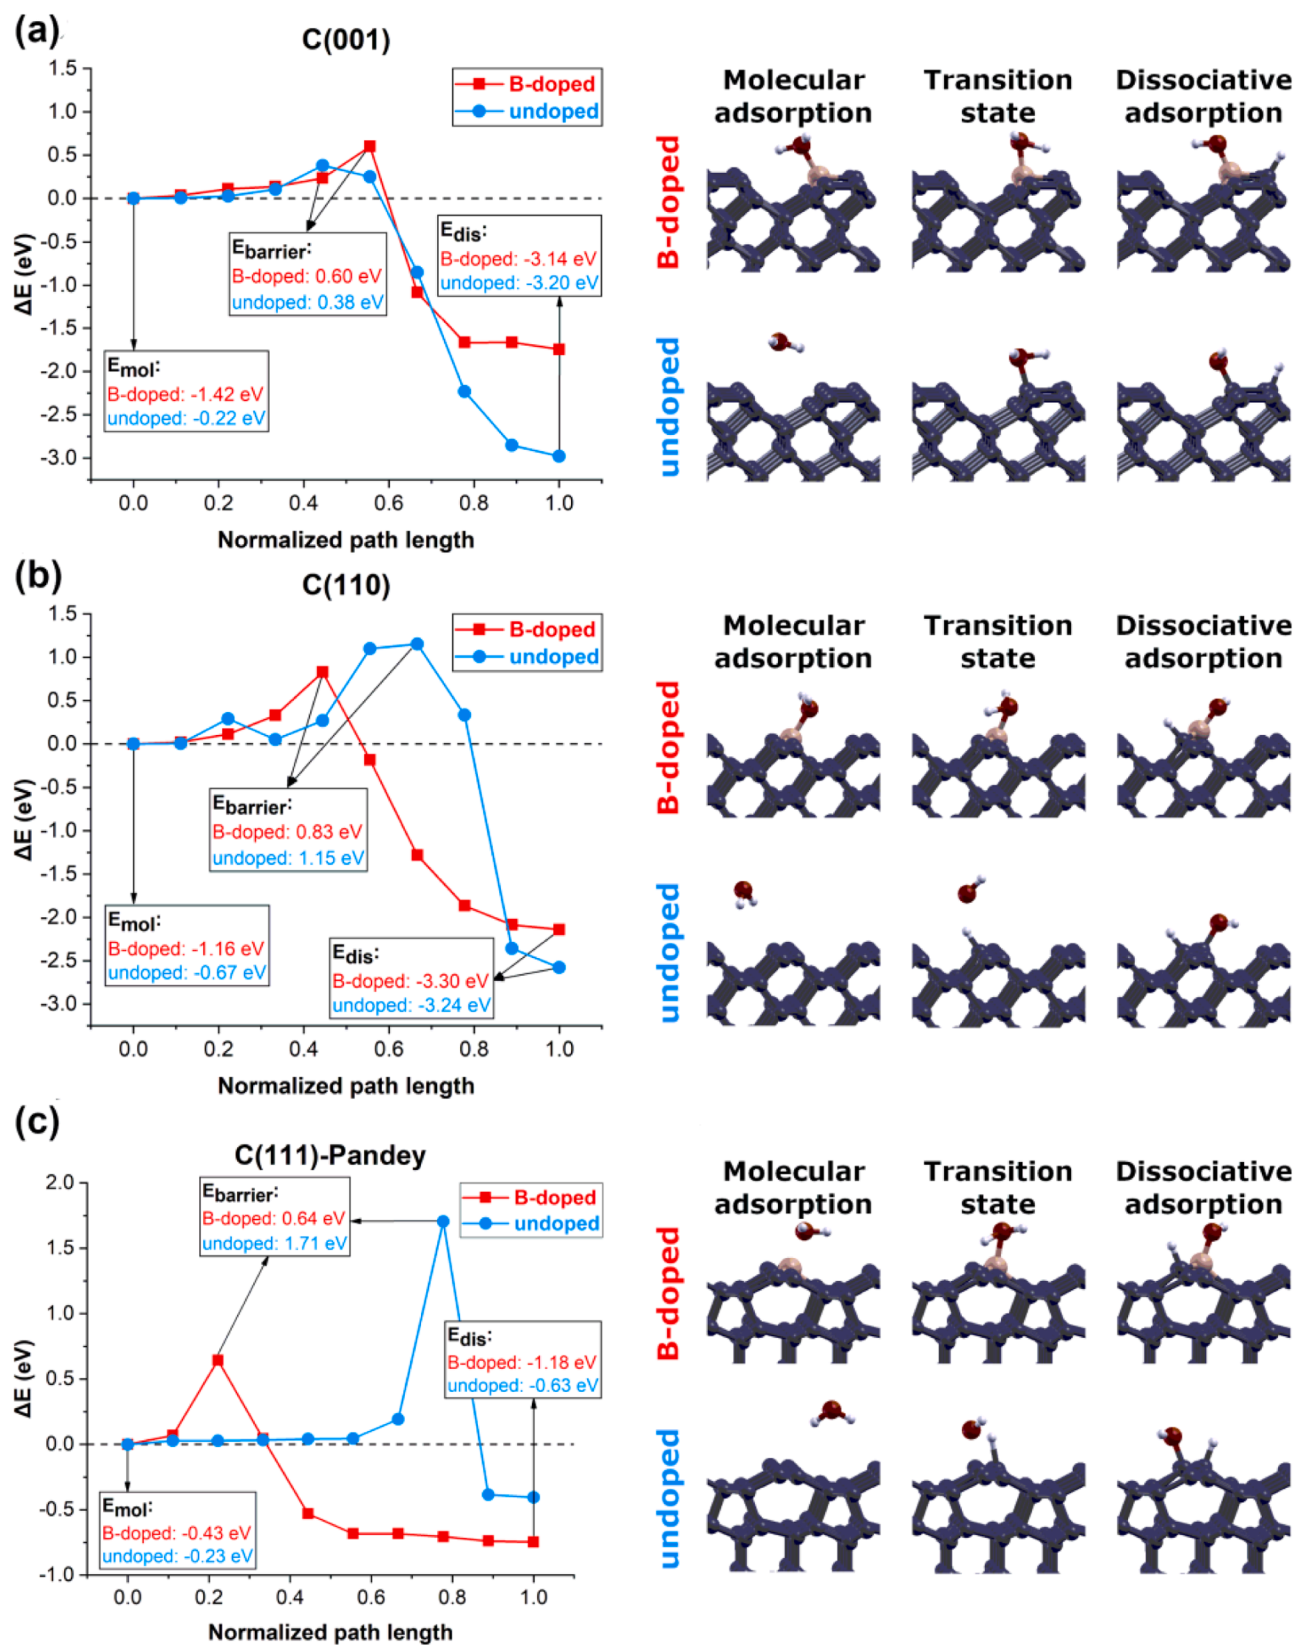 (a)
C(001)
B-doped
undoped
1.5
1.0
0.5
0.0
-0.5
-1.0
-1.5
-2.0
-2.5
-3.0
ΔE (eV)
Ebarrier:
B-doped: 0.60 eV
undoped: 0.38 eV
Edis:
B-doped: -3.14 eV
undoped: -3.20 eV
Emol:
B-doped: -1.42 eV
undoped: -0.22 eV
0.0 0.2 0.4 0.6 0.8 1.0
Normalized path length
Molecular Transition Dissociative
adsorption state adsorption
B-doped
undoped
(b)
C(110)
B-doped
undoped
1.5
1.0
0.5
0.0
-0.5
-1.0
-1.5
-2.0
-2.5
-3.0
ΔE (eV)
Ebarrier:
B-doped: 0.83 eV
undoped: 1.15 eV
Emol:
B-doped: -1.16 eV
undoped: -0.67 eV
Edis:
B-doped: -3.30 eV
undoped: -3.24 eV
0.0 0.2 0.4 0.6 0.8 1.0
Normalized path length
Molecular Transition Dissociative
adsorption state adsorption
B-doped
undoped
(c)
C(111)-Pandey
B-doped
undoped
2.0
1.5
1.0
0.5
0.0
-0.5
-1.0
ΔE (eV)
Ebarrier:
B-doped: 0.64 eV
undoped: 1.71 eV
Edis:
B-doped: -1.18 eV
undoped: -0.63 eV
Emol:
B-doped: -0.43 eV
undoped: -0.23 eV
0.0 0.2 0.4 0.6 0.8 1.0
Normalized path length
Molecular Transition Dissociative
adsorption state adsorption
B-doped
undoped